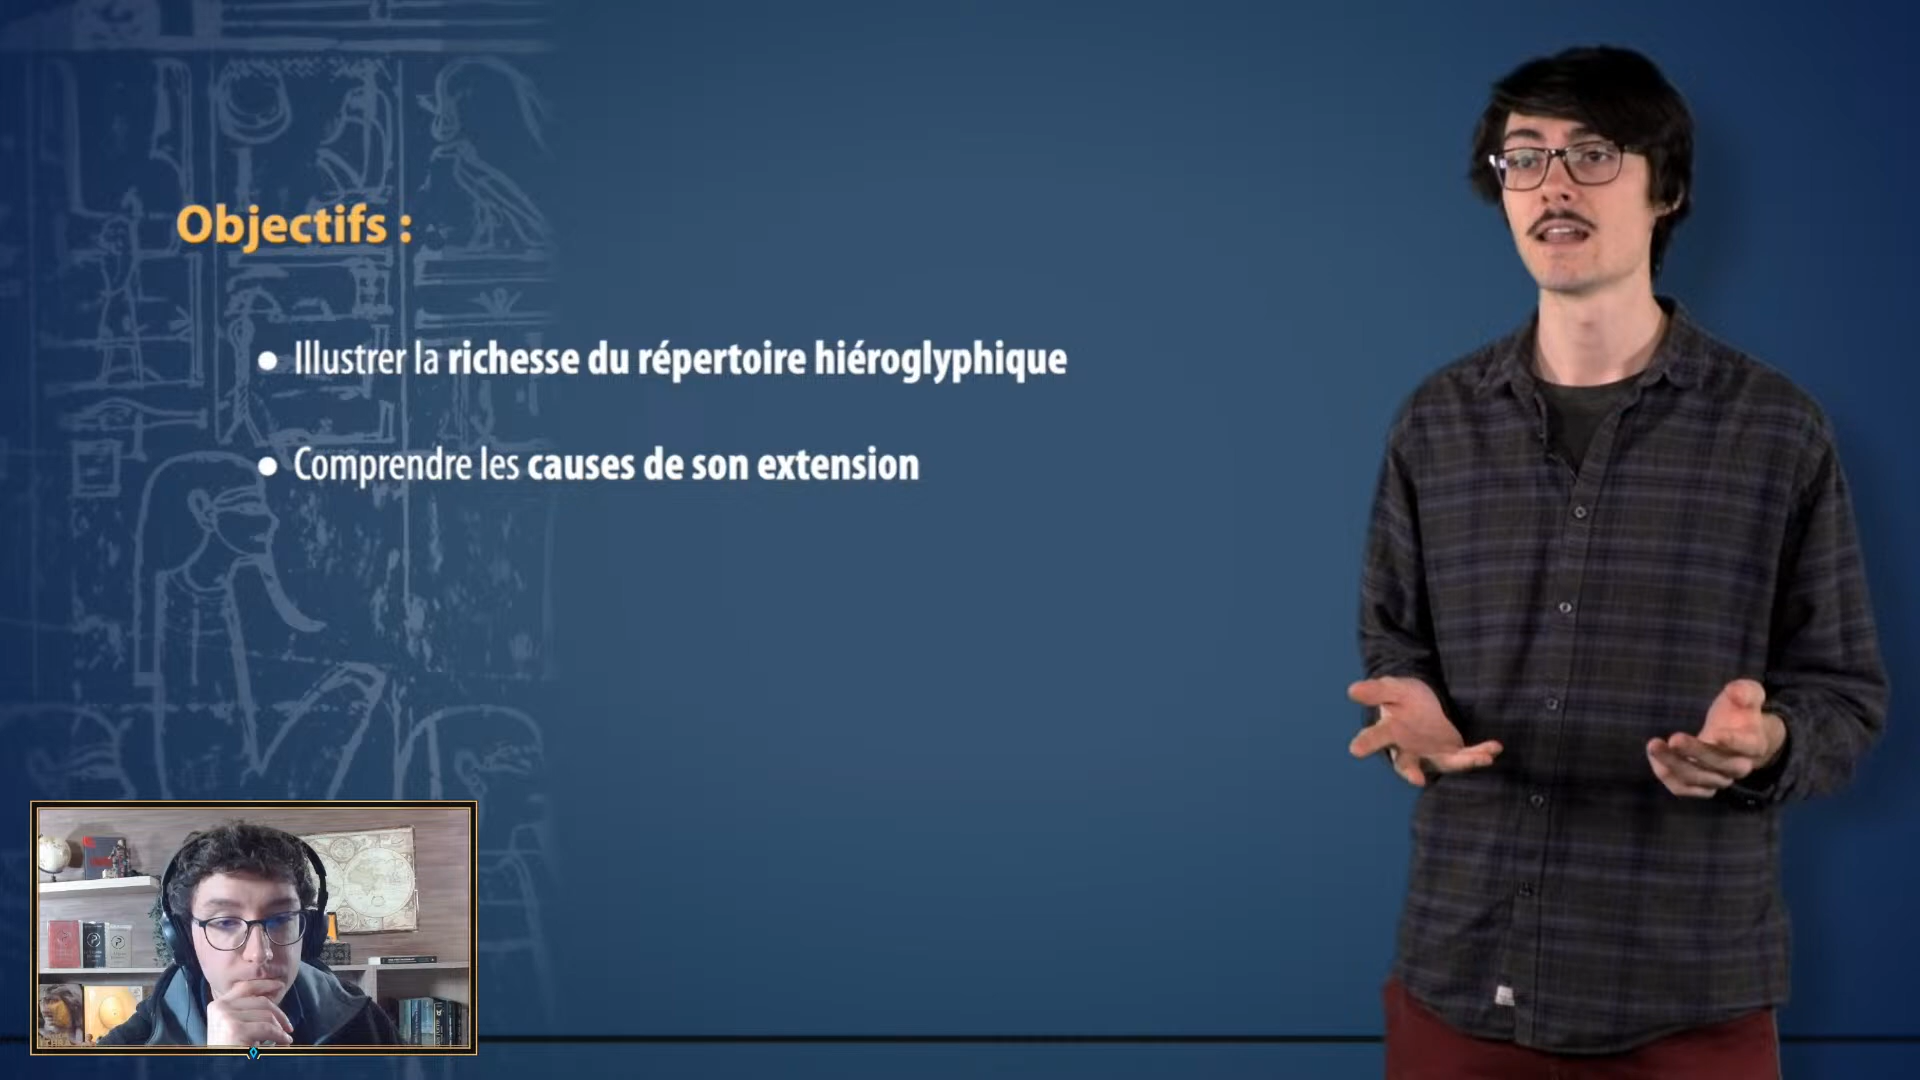 Objectifs :
• Illustrer la richesse du répertoire hiéroglyphique
• Comprendre les causes de son extension